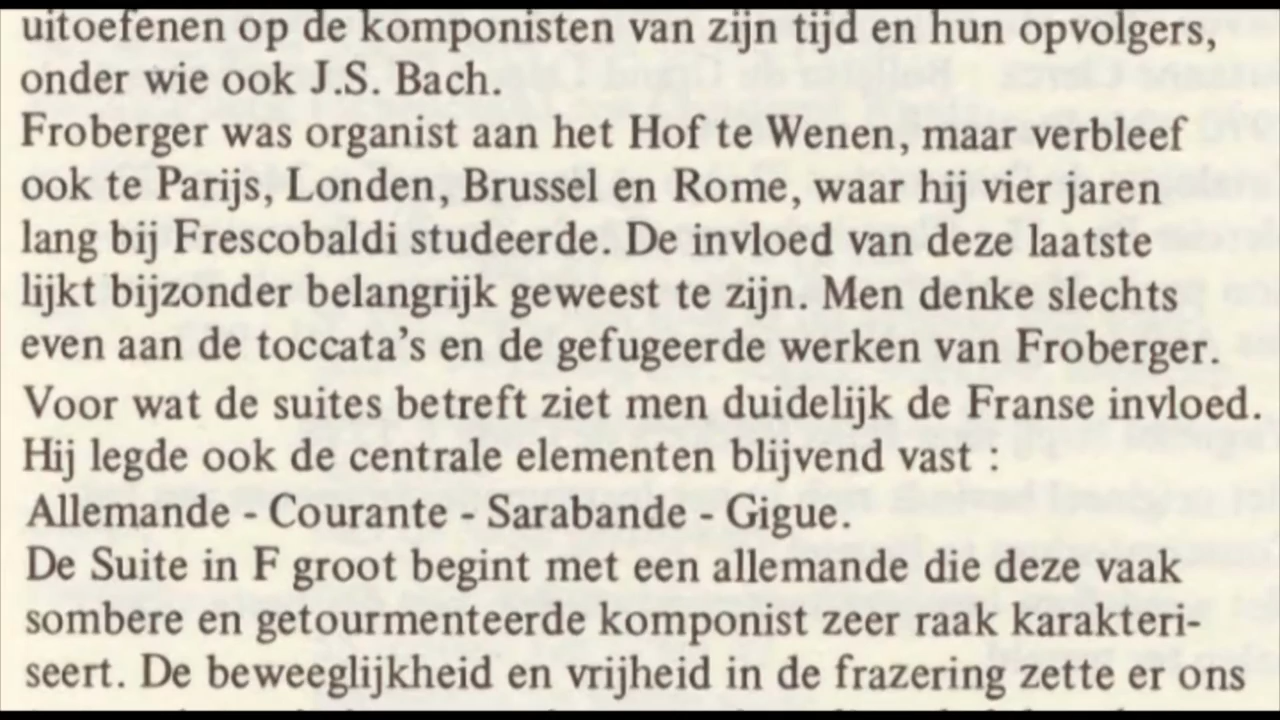 uitoefenen op de komponisten van zijn tijd en hun opvolgers,
onder wie ook J.S. Bach.
Froberger was organist aan het Hof te Wenen, maar verbleef
ook te Parijs, Londen, Brussel en Rome, waar hij vier jaren
lang bij Frescobaldi studeerde. De invloed van deze laatste
lijkt bijzonder belangrijk geweest te zijn. Men denke slechts
even aan de toccata's en de gefugeerde werken van Froberger.
Voor wat de suites betreft ziet men duidelijk de Franse invloed.
Hij legde ook de centrale elementen blijvend vast :
Allemande - Courante - Sarabande - Gigue.
De Suite in F groot begint met een allemande die deze vaak
sombere en getourmenteerde komponist zeer raak karakteri-
seert. De beweeglijkheid en vrijheid in de frazering zette er ons